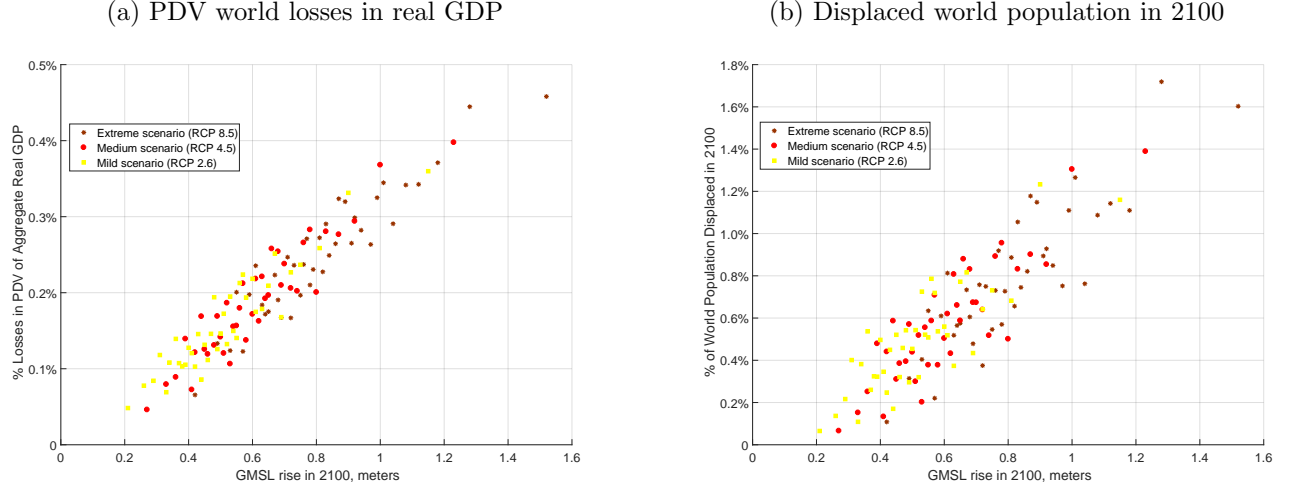 (a) PDV world losses in real GDP
% Losses in PDV of Aggregate Real GDP
0.5%
0.4%
0.3%
0.2%
0.1%
0
Extreme scenario (RCP 8.5)
Medium scenario (RCP 4.5)
Mild scenario (RCP 2.6)
0 0.2 0.4 0.6 0.8 1 1.2 1.4 1.6
GMSL rise in 2100, meters
(b) Displaced world population in 2100
% of World Population Displaced in 2100
1.8%
1.6%
1.4%
1.2%
1.0%
0.8%
0.6%
0.4%
0.2%
0
Extreme scenario (RCP 8.5)
Medium scenario (RCP 4.5)
Mild scenario (RCP 2.6)
0 0.2 0.4 0.6 0.8 1 1.2 1.4 1.6
GMSL rise in 2100, meters